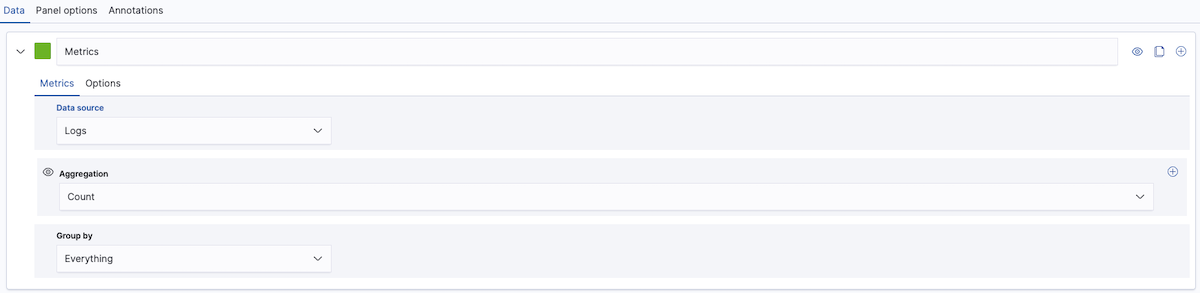 Data Panel options Annotations
Metrics
Metrics Options
Data source
Logs
Aggregation
Count
Group by
Everything